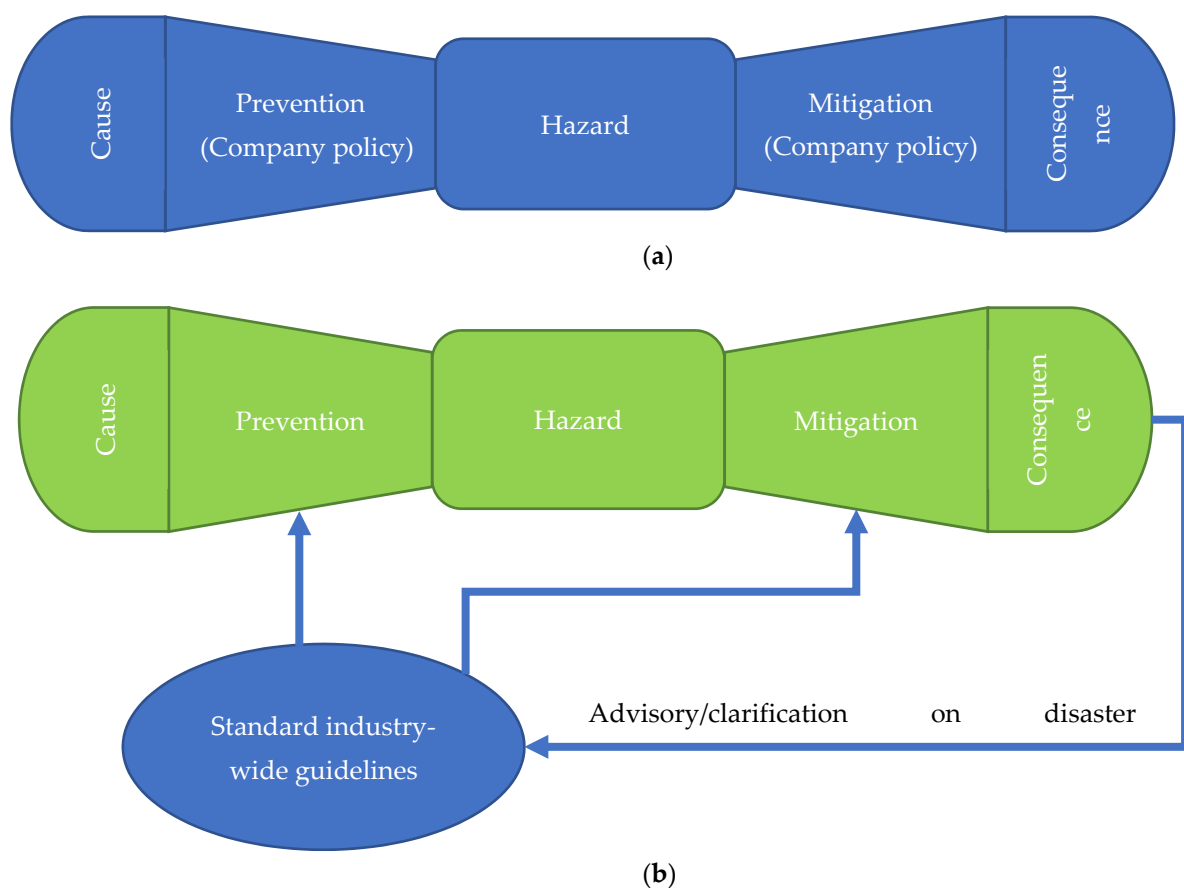 Cause
Prevention
(Company policy)
Hazard
Mitigation
(Company policy)
Conseque
nce
(a)
Cause
Prevention
Hazard
Mitigation
Consequen
ce
Advisory/clarification on disaster
Standard industry-
wide guidelines
(b)